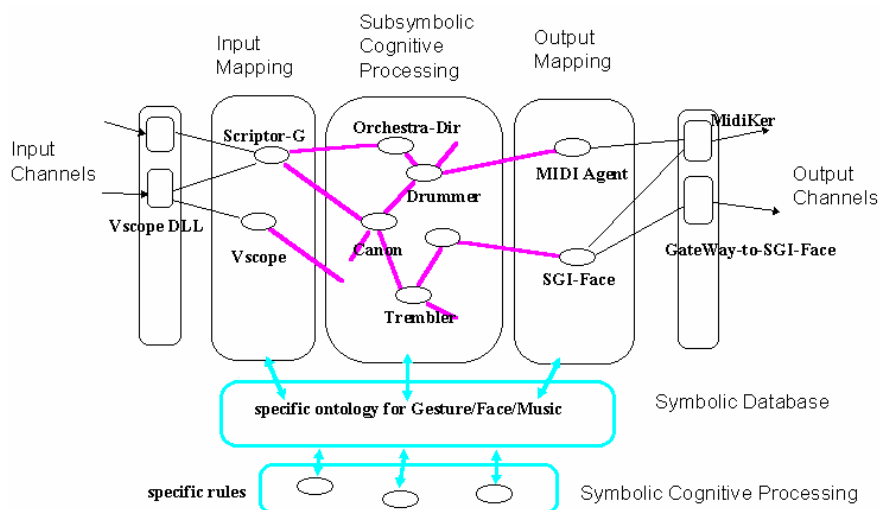 Input
Mapping
Subsymbolic
Cognitive
Processing
Output
Mapping
Input
Channels
Vscope DLL
Scriptor-G
Vscope
Orchestra-Dir
Drummer
Canon
Trembler
MIDI Agent
SGI-Face
MidiKer
GateWay-to-SGI-Face
Output
Channels
specific ontology for Gesture/Face/Music
Symbolic Database
specific rules
Symbolic Cognitive Processing